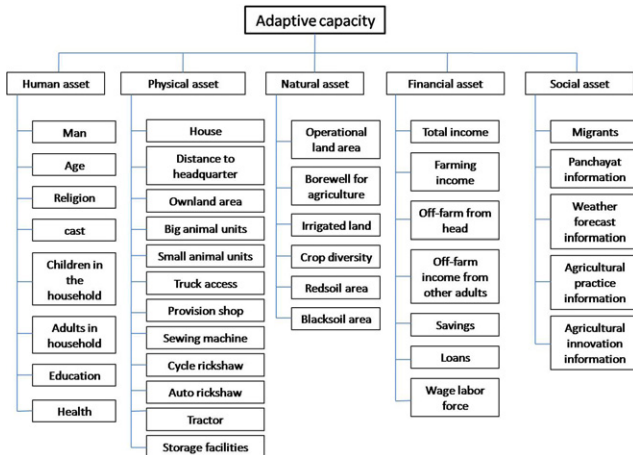 Adaptive capacity
Human asset
Man
Age
Religion
cast
Children in
the
household
Adults in
household
Education
Health
Physical asset
House
Distance to
headquarter
Ownland area
Big animal units
Small animal units
Truck access
Provision shop
Sewing machine
Cycle rickshaw
Auto rickshaw
Tractor
Storage facilities
Natural asset
Operational
land area
Borewell for
agriculture
Irrigated land
Crop diversity
Redsoil area
Blacksoil area
Financial asset
Total income
Farming
income
Off-farm from
head
Off-farm
income from
other adults
Savings
Loans
Wage labor
force
Social asset
Migrants
Panchayat
information
Weather
forecast
information
Agricultural
practice
information
Agricultural
innovation
information